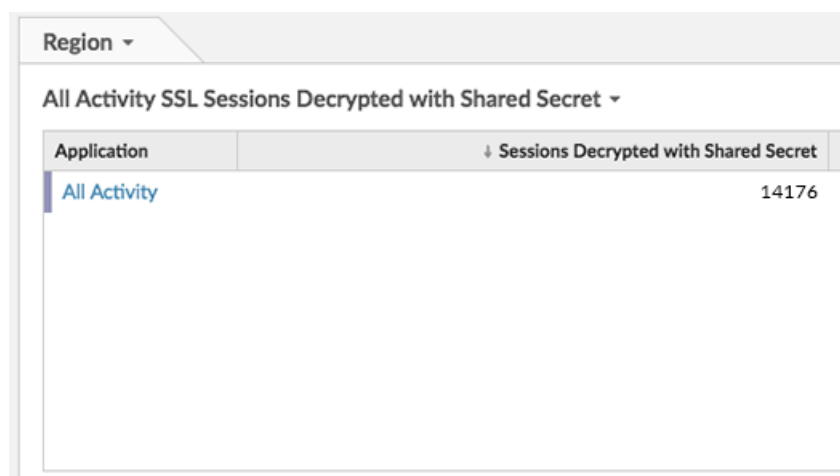 Region
All Activity SSL Sessions Decrypted with Shared Secret
Application
Sessions Decrypted with Shared Secret
All Activity
14176